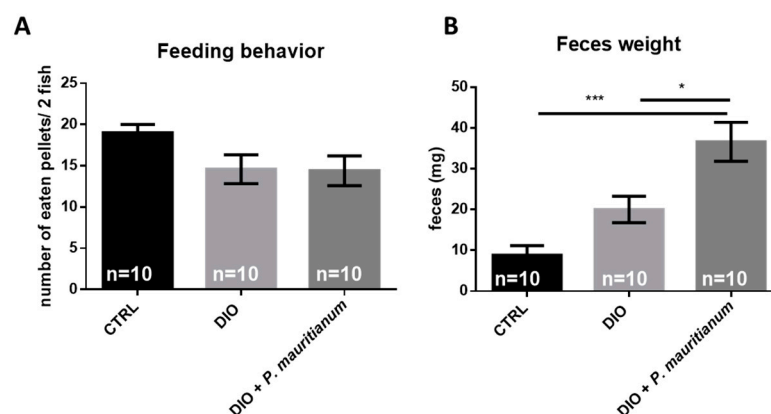 A
Feeding behavior
number of eaten pellets/ 2 fish
25
20
15
10
5
0
n=10
n=10
n=10
CTRL
DIO
DIO + P. mauritianum
B
Feces weight
feces (mg)
50
40
30
20
10
0
***
*
n=10
n=10
n=10
CTRL
DIO
DIO + P. mauritianum